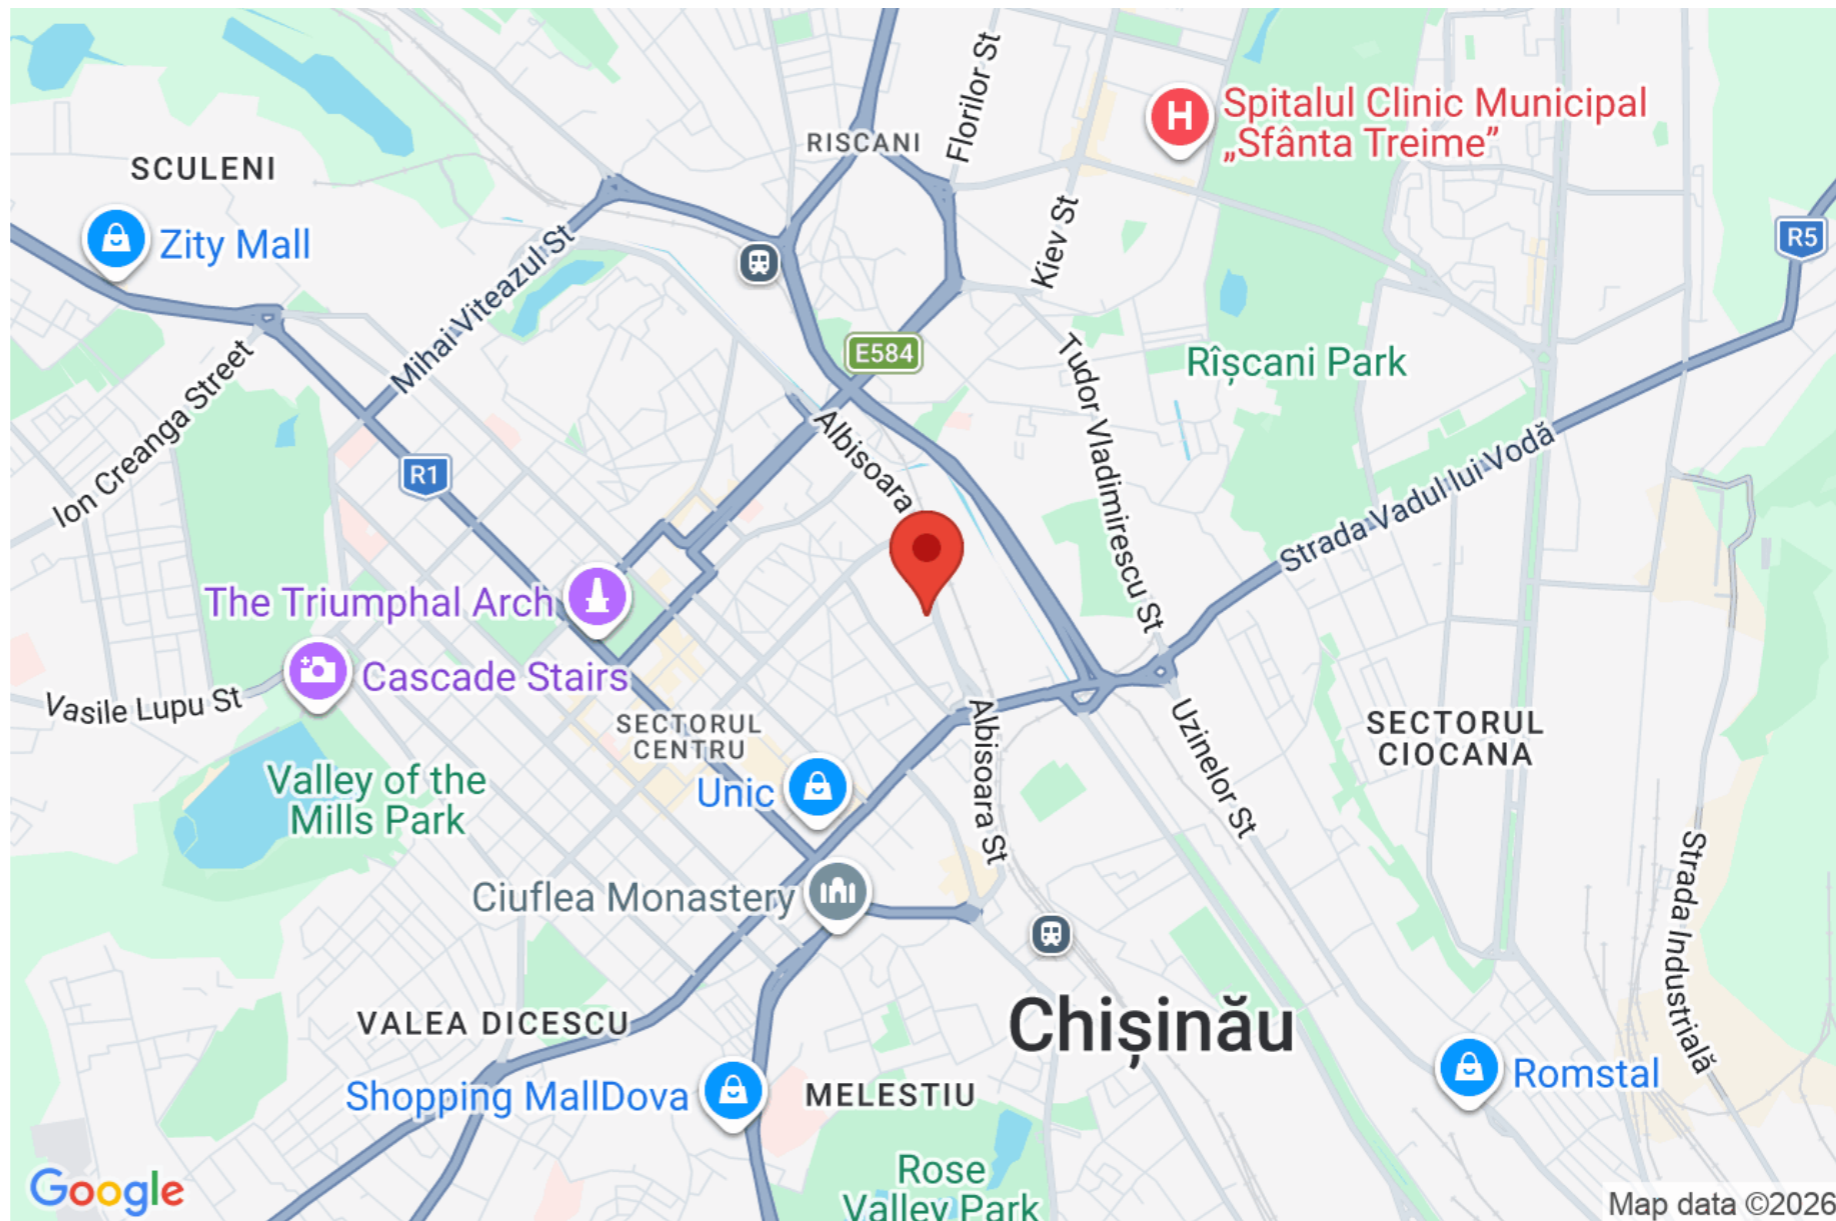 Florilor St
Spitalul Clinic Municipal
„Sfânta Treime”
RISCANI
SCULENI
Zity Mall
Mihai Viteazul St
Kiev St
R5
E584
Ion Creanga Street
Tudor Vladimirescu St
Rîșcani Park
Albisoara
R1
Strada Vadul lui Vodă
The Triumphal Arch
Cascade Stairs
Vasile Lupu St
SECTORUL
CENTRU
Albisoara St
Uzinelor St
SECTORUL
CIOCANA
Valley of the
Mills Park
Unic
Strada Industrială
Ciuflea Monastery
VALEA DICESCU
Chișinău
Shopping MallDova
MELESTIU
Romstal
Rose
Valley Park
Google
Map data ©2026